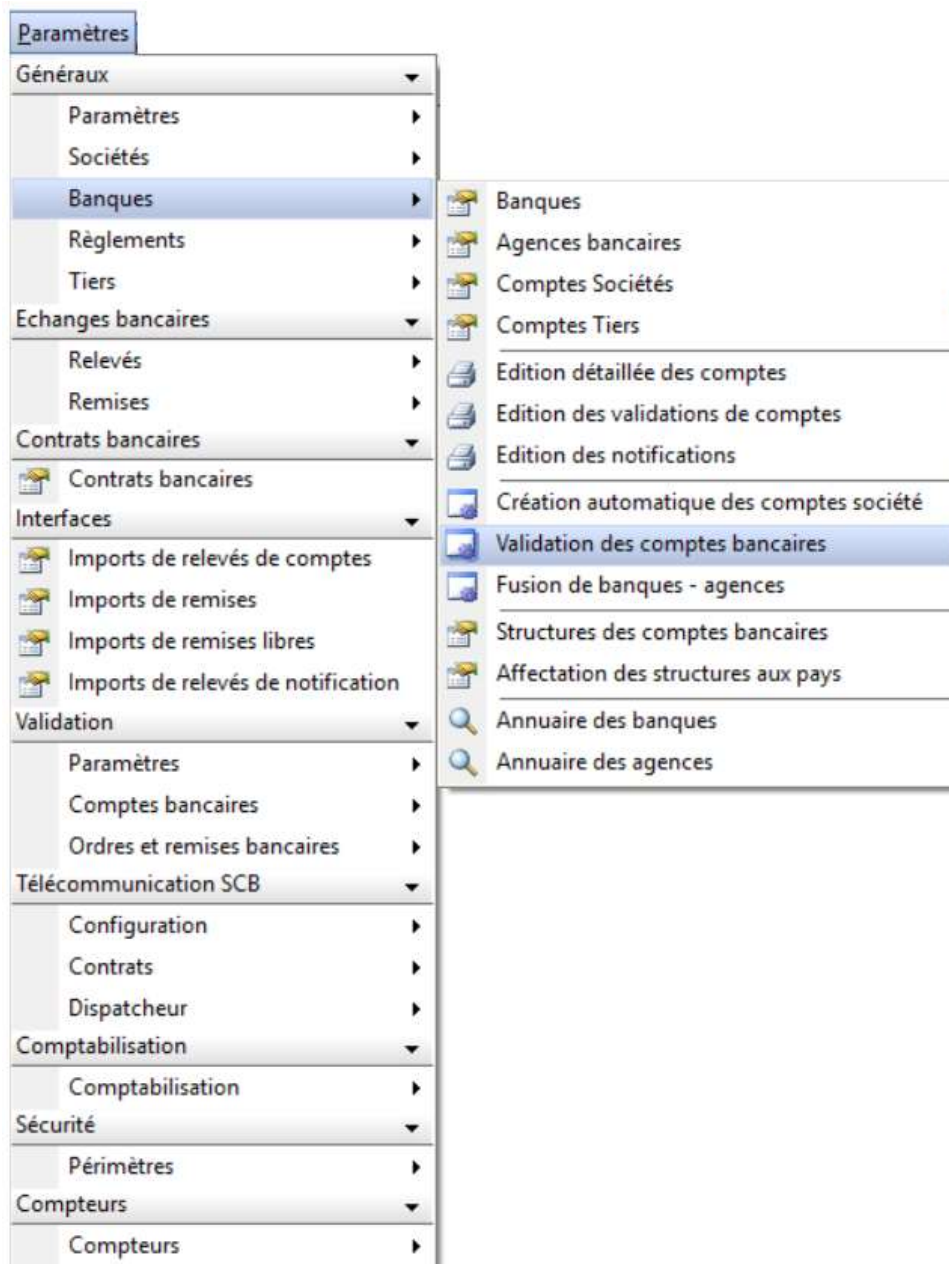 Paramètres
Généraux
Paramètres
Sociétés
Banques
Règlements
Tiers
Echanges bancaires
Relevés
Remises
Contrats bancaires
Contrats bancaires
Interfaces
Imports de relevés de comptes
Imports de remises
Imports de remises libres
Imports de relevés de notification
Validation
Paramètres
Comptes bancaires
Ordres et remises bancaires
Télécommunication SCB
Configuration
Contrats
Dispatcheur
Comptabilisation
Comptabilisation
Sécurité
Périmètres
Compteurs
Compteurs
Banques
Agences bancaires
Comptes Sociétés
Comptes Tiers
Edition détaillée des comptes
Edition des validations de comptes
Edition des notifications
Création automatique des comptes société
Validation des comptes bancaires
Fusion de banques - agences
Structures des comptes bancaires
Affectation des structures aux pays
Annuaire des banques
Annuaire des agences